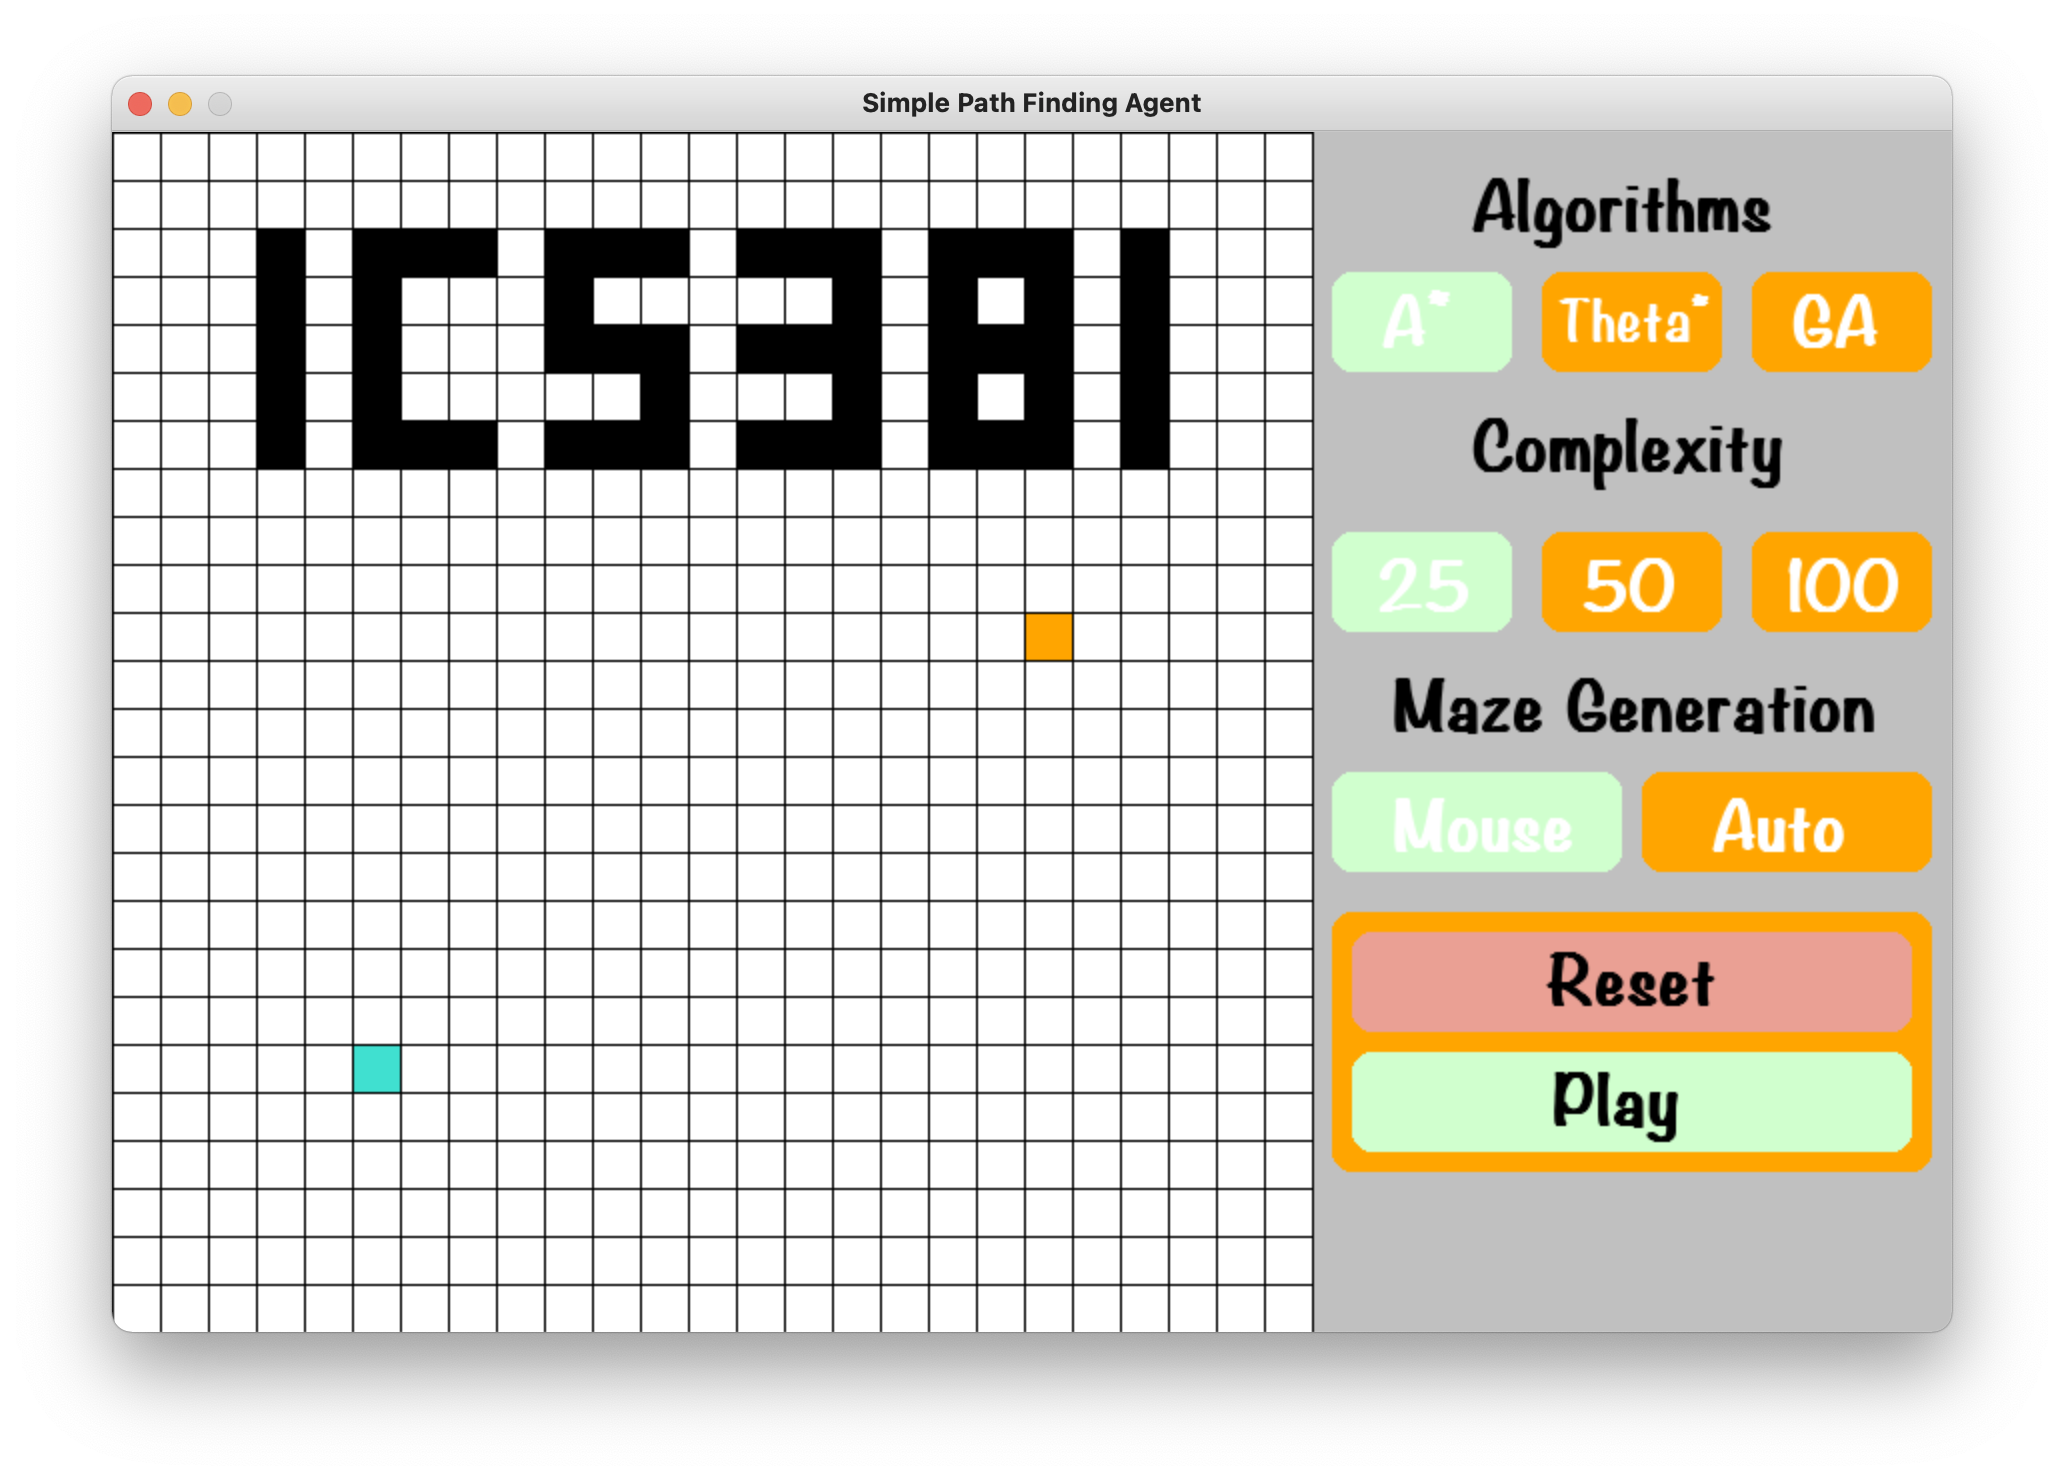 Simple Path Finding Agent
ICS381
Algorithms
A* Theta* GA
Complexity
25 50 100
Maze Generation
Mouse Auto
Reset
Play